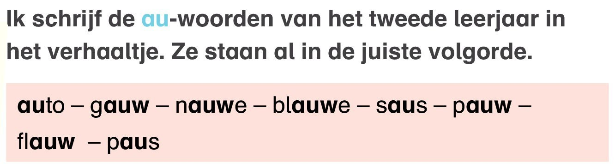 Ik schrijf de au-woorden van het tweede leerjaar in
het verhaaltje. Ze staan al in de juiste volgorde.
auto – gauw – nauwe – blauwe – saus – pauw –
flauw – paus